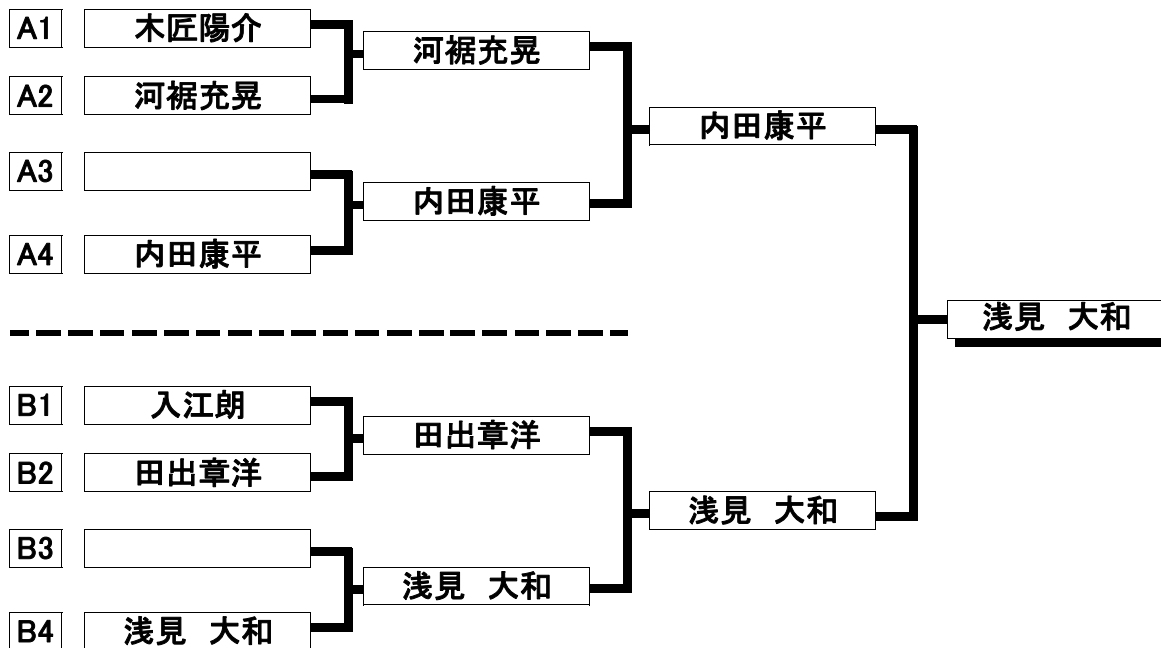 A1 木匠陽介
河裾充晃
A2 河裾充晃
内田康平
A3
内田康平
A4 内田康平
浅見　大和
B1 入江朗
田出章洋
B2 田出章洋
浅見　大和
B3
浅見　大和
B4 浅見　大和